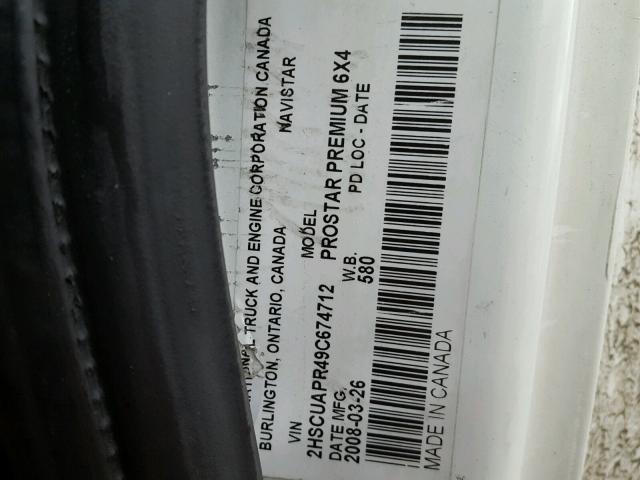 TRUCK AND ENGINE CORPORATION CANADA
BURLINGTON, ONTARIO, CANADA NAVISTAR
VIN MODEL
2HSCUAPR49C674712 PROSTAR PREMIUM 6X4
DATE MFG. W.B. PD LOC - DATE
2008-03-26 580
MADE IN CANADA